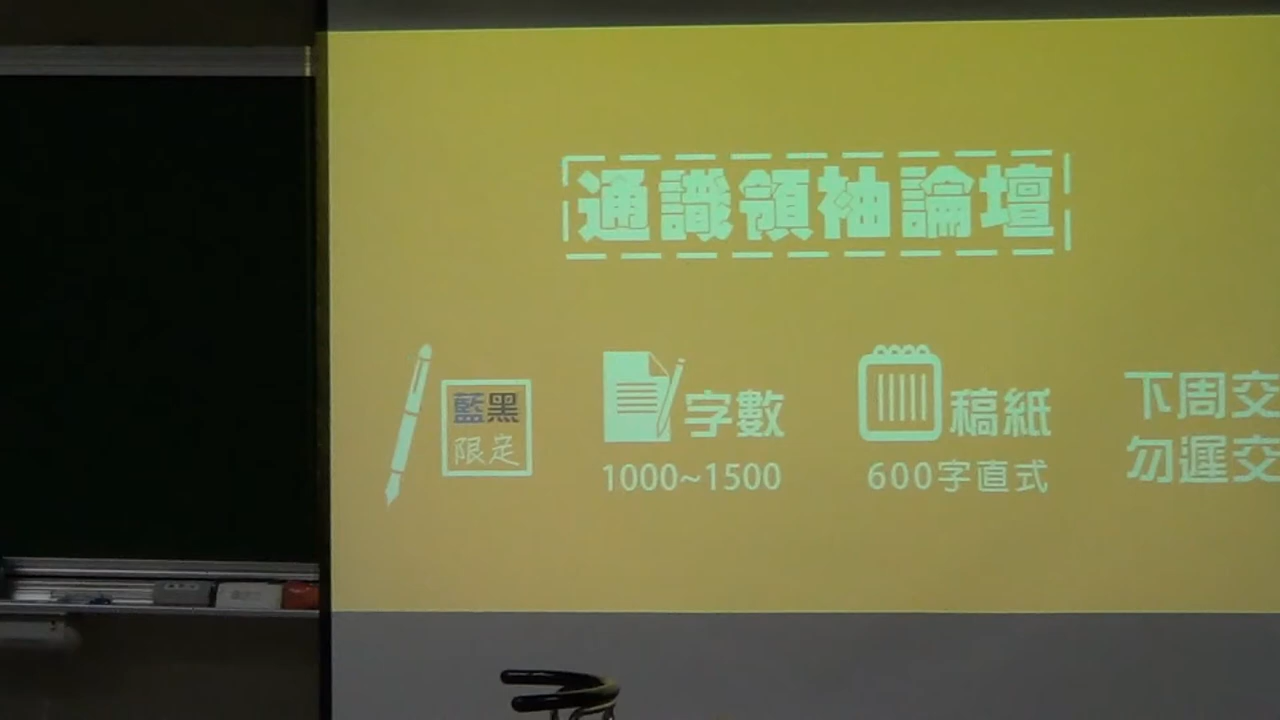 通識領袖論壇
藍黑
限定
字數
1000~1500
稿紙
600字直式
下周交
勿遲交